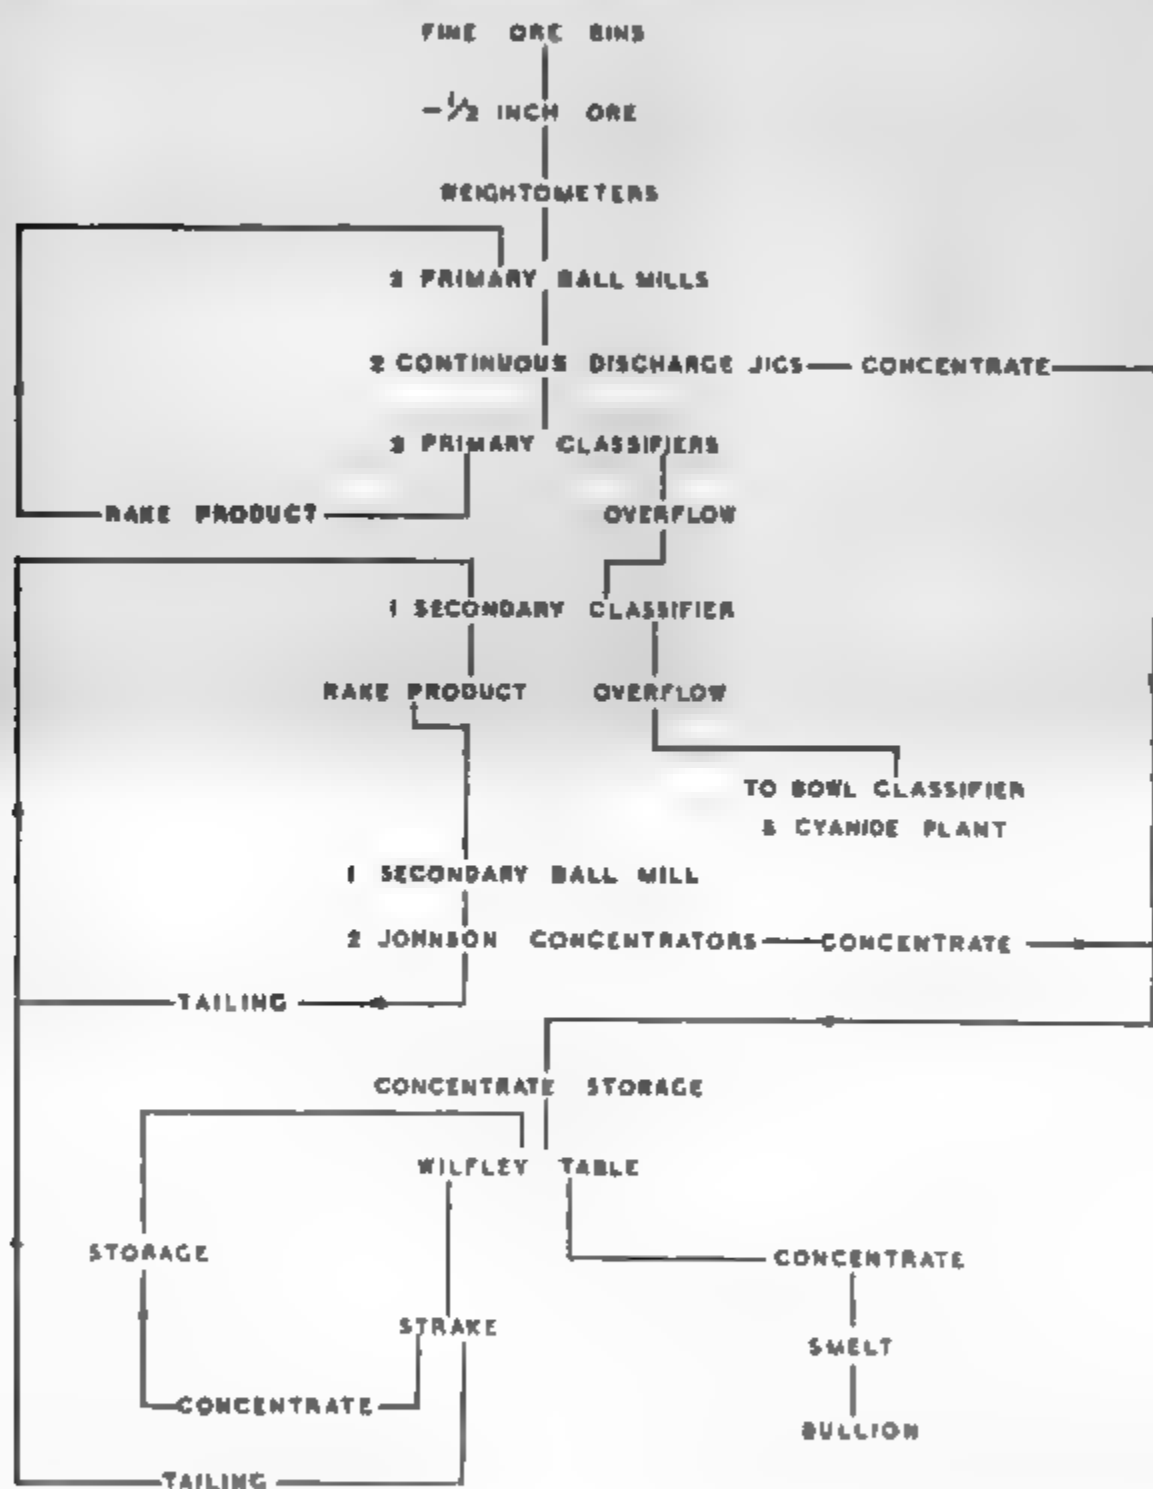 FINE ORE BINS
-1/2 INCH ORE
WEIGHTOMETERS
PRIMARY BALL MILLS
2 CONTINUOUS DISCHARGE JIGS CONCENTRATE
PRIMARY CLASSIFIERS
RAKE PRODUCT OVERFLOW
1 SECONDARY CLASSIFIER
RAKE PRODUCT OVERFLOW
TO BOWL CLASSIFIER
& CYANIDE PLANT
1 SECONDARY BALL MILL
2 JOHNSON CONCENTRATORS CONCENTRATE
TAILING
CONCENTRATE STORAGE
WILFLEY TABLE
STORAGE CONCENTRATE
STRAKE
SMELT
CONCENTRATE
BULLION
TAILING